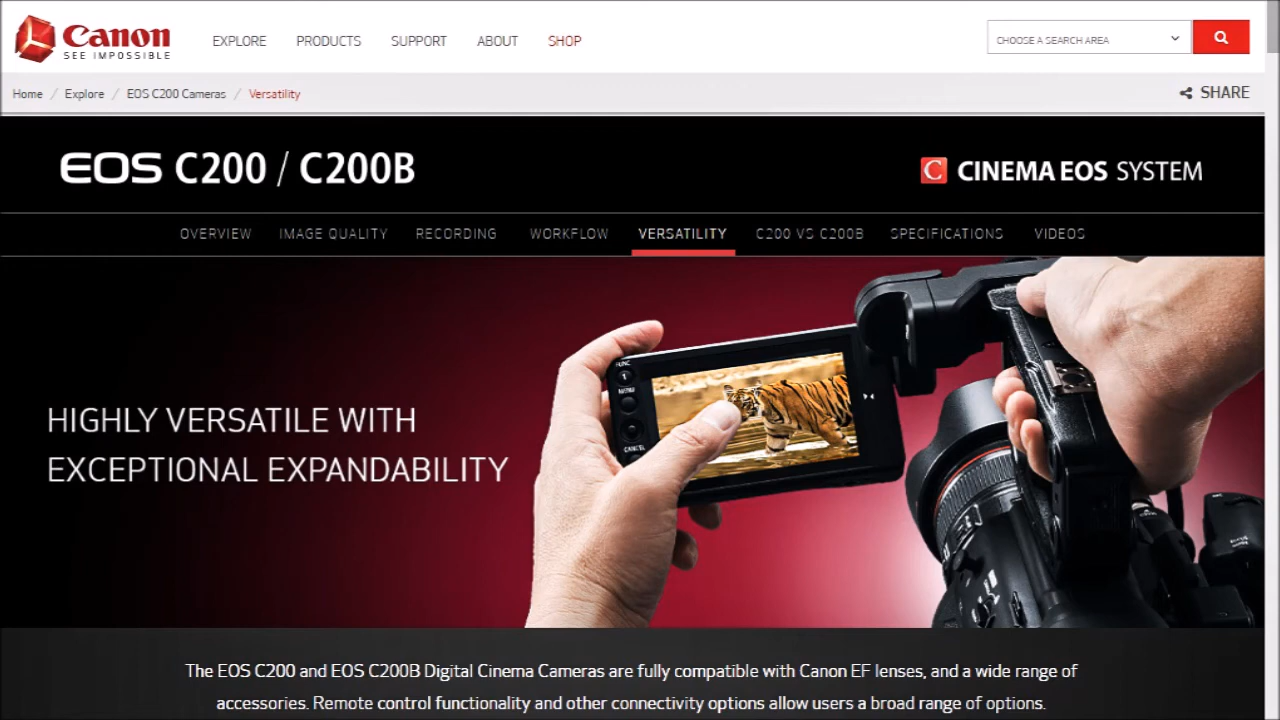 Canon
SEE IMPOSSIBLE
EXPLORE PRODUCTS SUPPORT ABOUT SHOP
CHOOSE A SEARCH AREA
Home / Explore / EOS C200 Cameras / Versatility
SHARE
EOS C200 / C200B
C CINEMA EOS SYSTEM
OVERVIEW IMAGE QUALITY RECORDING WORKFLOW VERSATILITY C200 VS C200B SPECIFICATIONS VIDEOS
FUNC
MENU
CANCEL
HIGHLY VERSATILE WITH
EXCEPTIONAL EXPANDABILITY
The EOS C200 and EOS C200B Digital Cinema Cameras are fully compatible with Canon EF lenses, and a wide range of
accessories. Remote control functionality and other connectivity options allow users a broad range of options.